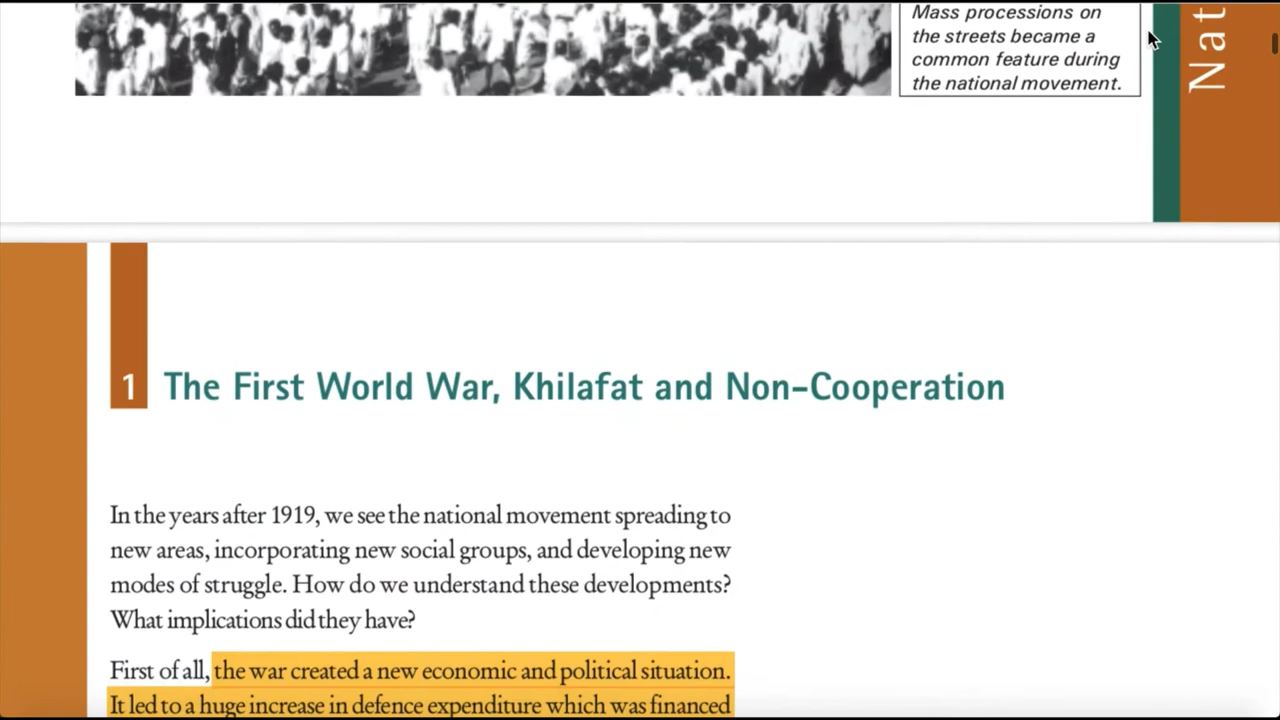 Mass processions on
the streets became a
common feature during
the national movement.
Nat
1 The First World War, Khilafat and Non-Cooperation
In the years after 1919, we see the national movement spreading to
new areas, incorporating new social groups, and developing new
modes of struggle. How do we understand these developments?
What implications did they have?
First of all, the war created a new economic and political situation.
It led to a huge increase in defence expenditure which was financed